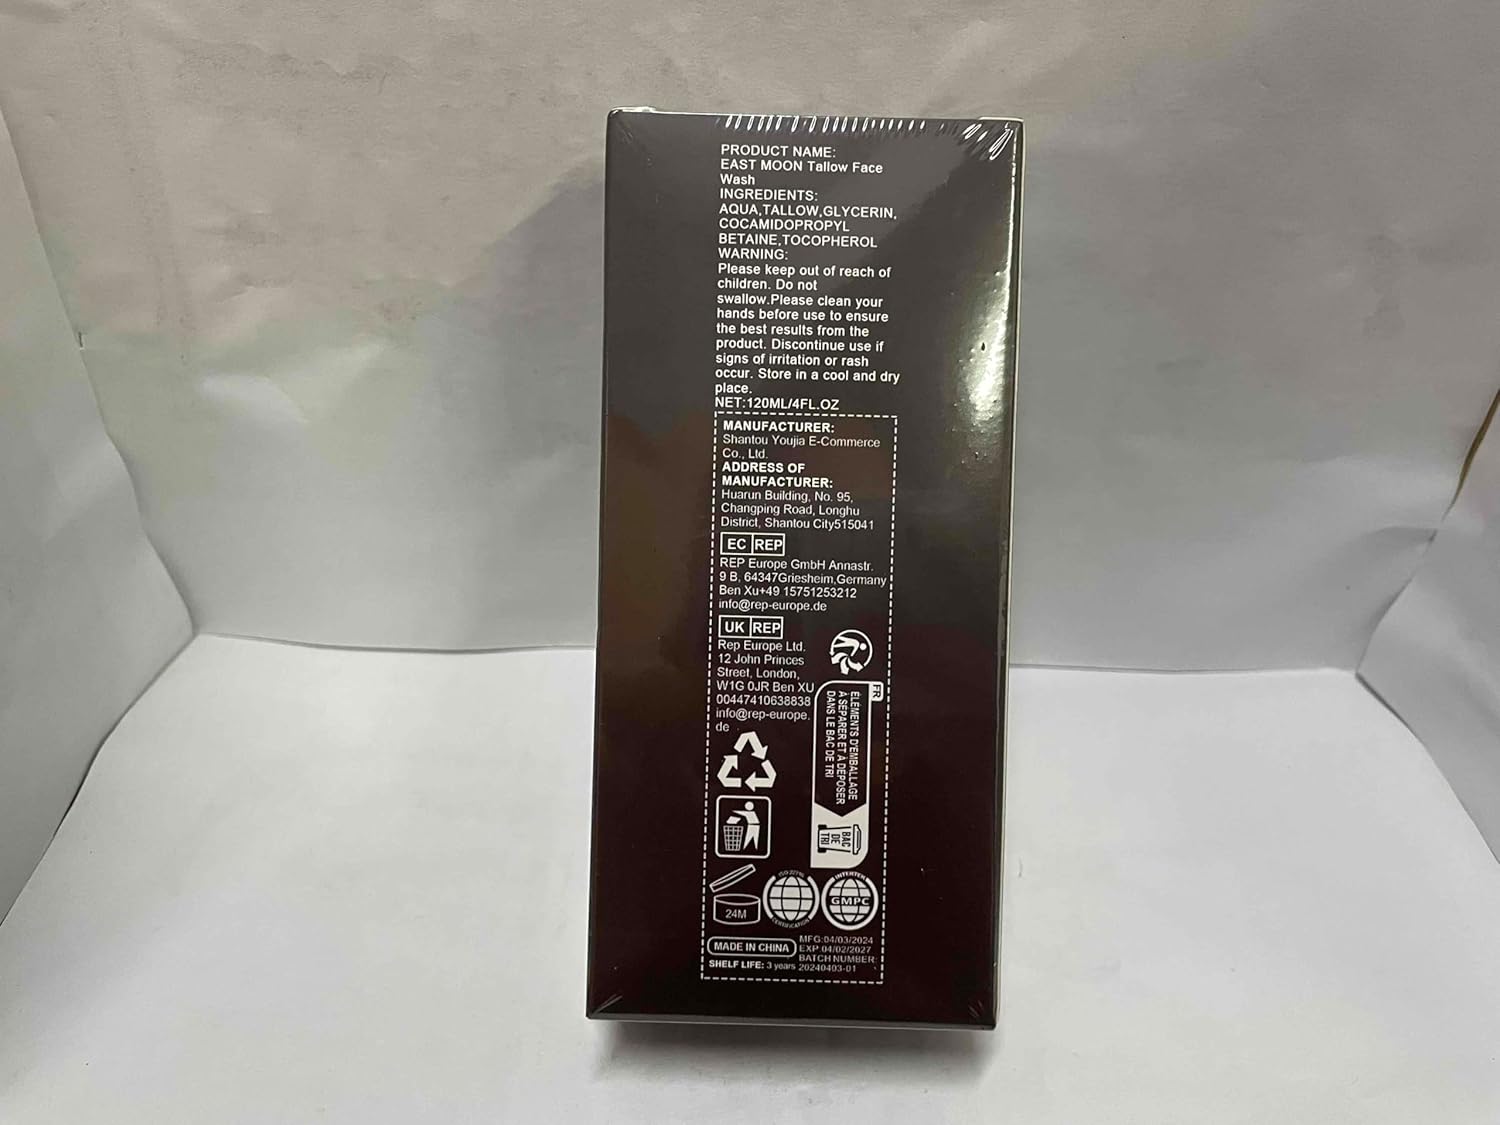 PRODUCT NAME:
EAST MOON Tallow Face
Wash
INGREDIENTS:
AQUA,TALLOW,GLYCERIN,
COCAMIDOPROPYL
BETAINE,TOCOPHEROL
WARNING:
Please keep out of reach of
children. Do not
swallow.Please clean your
hands before use to ensure
the best results from the
product. Discontinue use if
signs of irritation or rash
occur. Store in a cool and dry
place.
NET:120ML/4FL.OZ
MANUFACTURER:
Shantou Youjia E-Commerce
Co., Ltd.
ADDRESS OF
MANUFACTURER:
Huarun Building, No. 95,
Changping Road, Longhu
District, Shantou City515041
EC REP
REP Europe GmbH Annastr.
9 B, 64347Griesheim,Germany
Ben Xu+49 15751253212
info@rep-europe.de
UK REP
Rep Europe Ltd.
12 John Princes
Street, London,
W1G 0JR Ben XU
00447410638838
info@rep-europe.
de
FR
ÉLÉMENTS D'EMBALLAGE
À SÉPARER ET À DÉPOSER
DANS LE BAC DE TRI
BAC
DE
TRI
24M
CERTIFICATION
INTERTEK
GMPC
MADE IN CHINA
SHELF LIFE: 3 years
MFG:04/03/2024
EXP 04/02/2027
BATCH NUMBER:
20240403-01